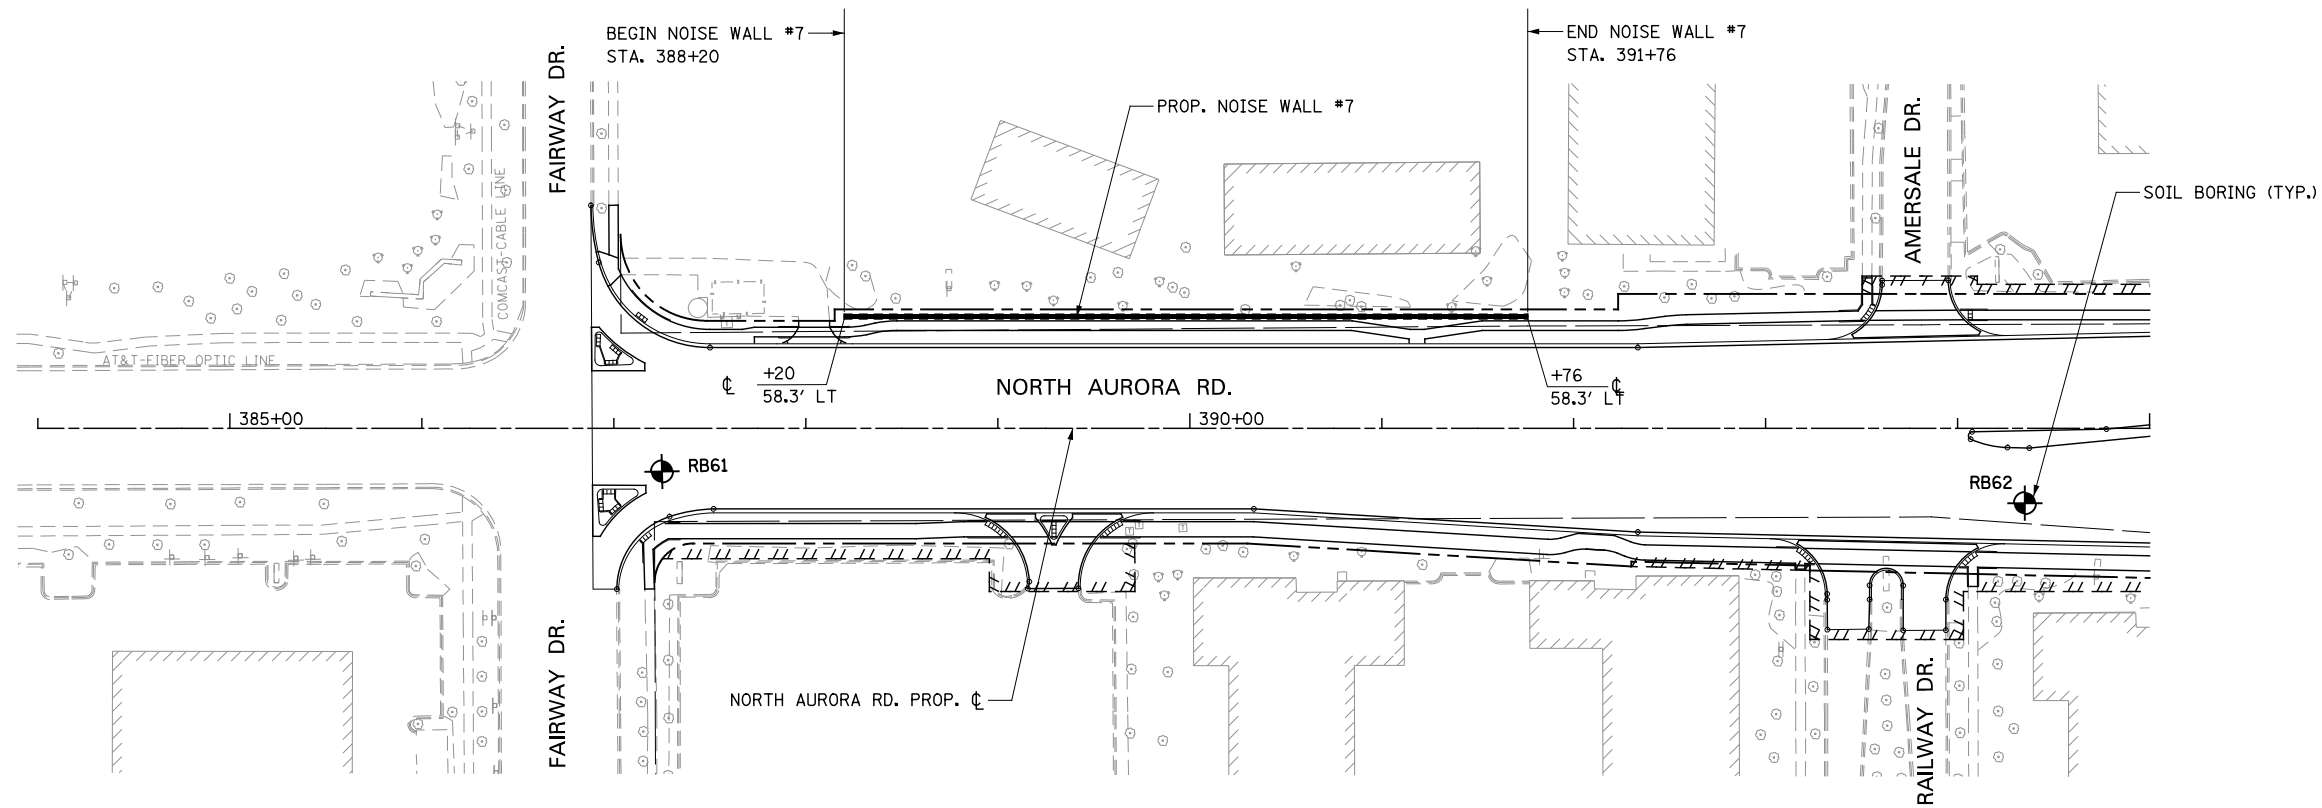 BEGIN NOISE WALL #7
STA. 388+20
END NOISE WALL #7
STA. 391+76
FAIRWAY DR.
PROP. NOISE WALL #7
AMERSALE DR.
SOIL BORING (TYP.)
COMCAST-CABLE LINE
AT&T-FIBER OPTIC LINE
℄ +20
58.3' LT
NORTH AURORA RD.
+76 ℄
58.3' LT
385+00
390+00
RB61
RB62
T
T
T
T
FAIRWAY DR.
NORTH AURORA RD. PROP. ℄
RAILWAY DR.